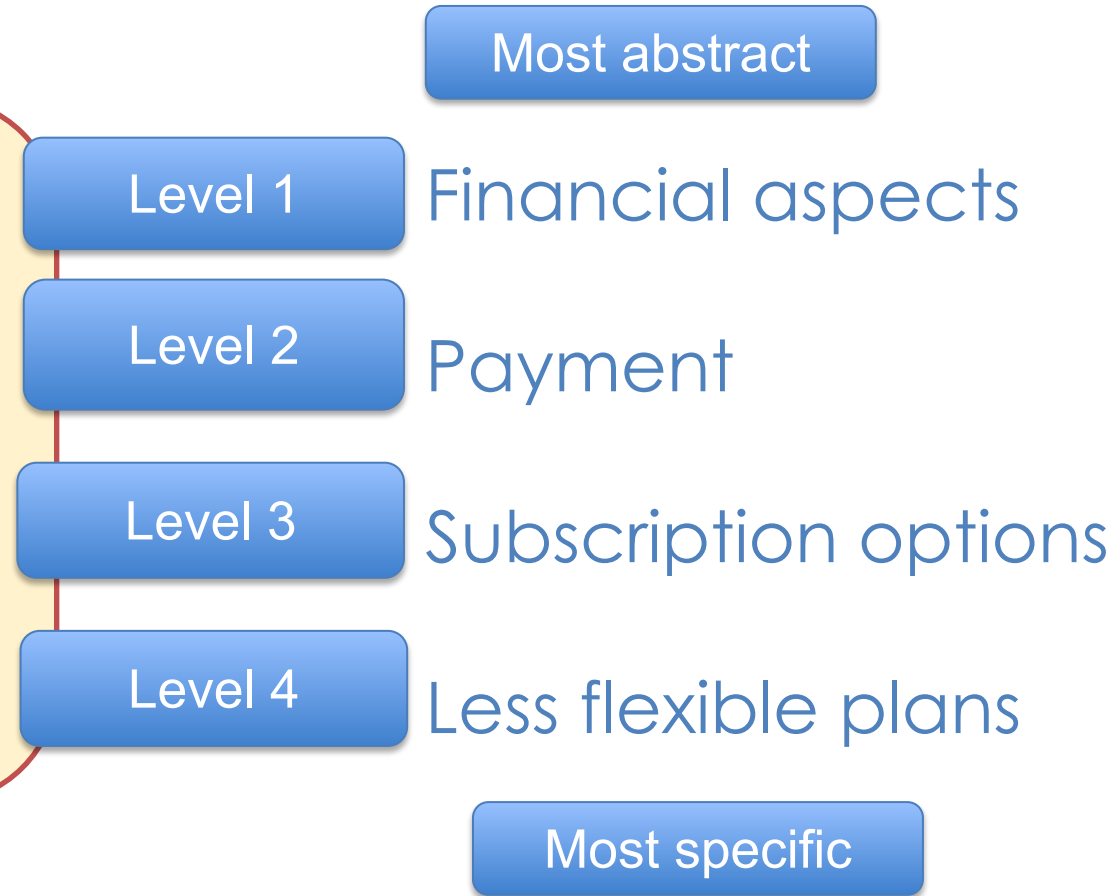 Most abstract
Level 1
Financial aspects
Level 2
Payment
Level 3
Subscription options
Level 4
Less flexible plans
Most specific